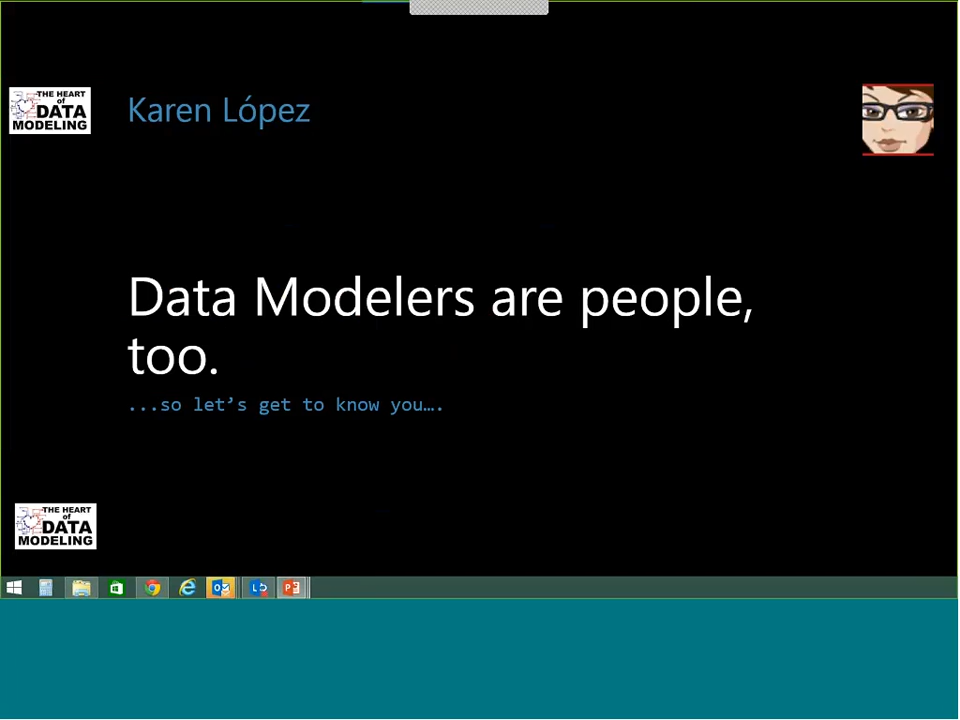 THE HEART
of
DATA
MODELING
Karen López
Data Modelers are people,
too.
...so let’s get to know you….
THE HEART
of
DATA
MODELING